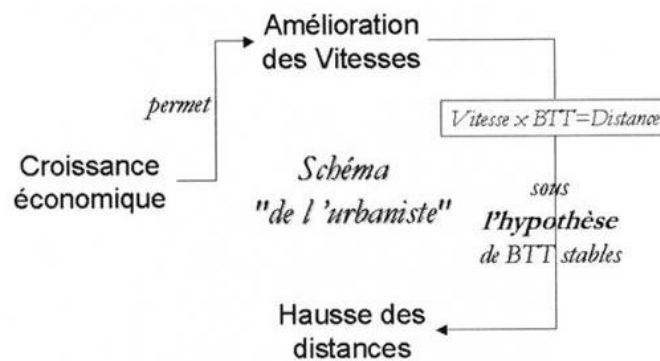 Amélioration
des Vitesses
permet
Vitesse x BTT=Distance
Croissance
économique
Schéma
"de l 'urbaniste"
sous
l'hypothèse
de BTT stables
Hausse des
distances